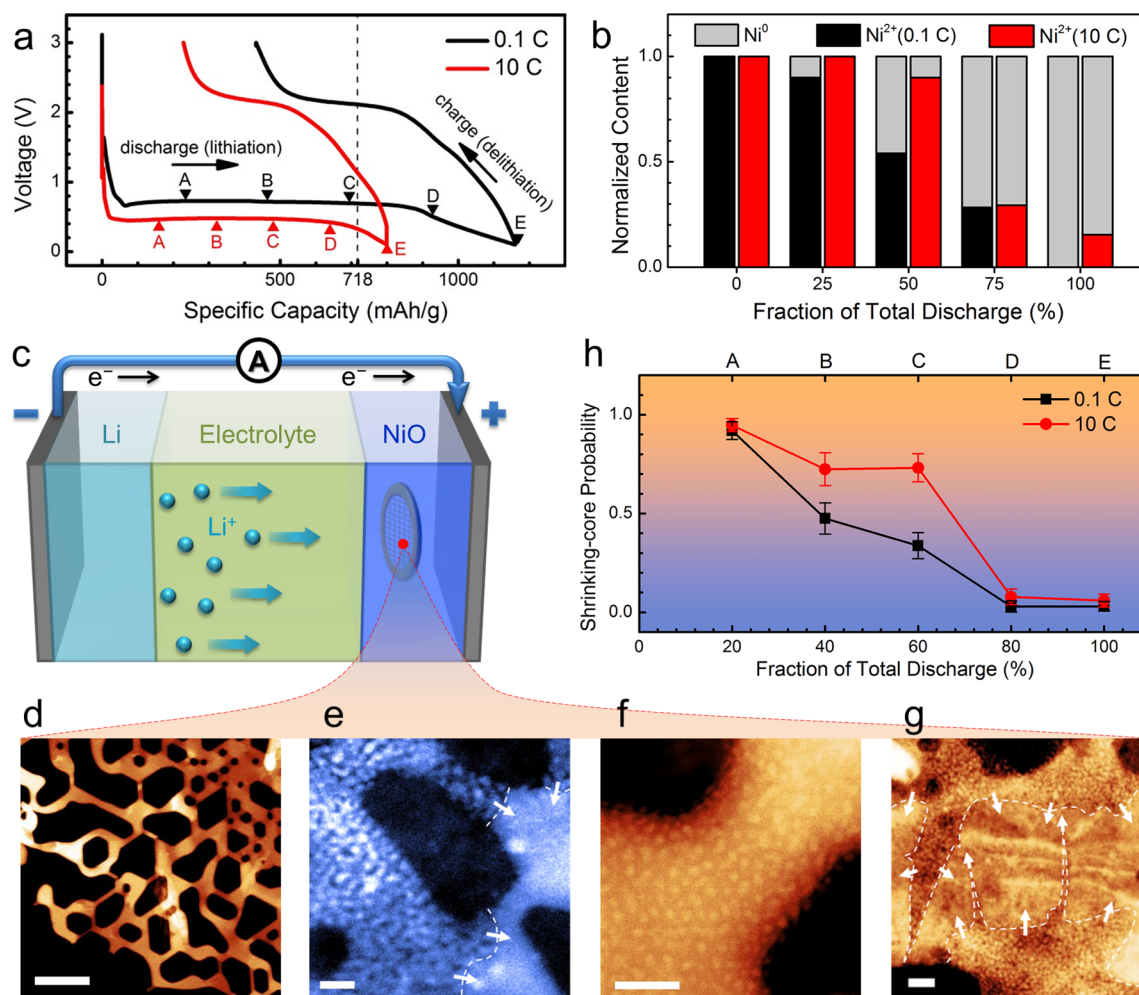 a
0.1 C
10 C
3
2
1
0
Voltage (V)
discharge (lithiation)
charge (delithiation)
A
B
C
D
E
A
B
C
D
E
0
500
718
1000
Specific Capacity (mAh/g)
b
Ni⁰
Ni²⁺(0.1 C)
Ni²⁺(10 C)
1.0
0.5
0.0
Normalized Content
0
25
50
75
100
Fraction of Total Discharge (%)
c
A
e⁻
e⁻
−
+
Li
Electrolyte
NiO
Li⁺
h
A
B
C
D
E
0.1 C
10 C
1.0
0.5
0.0
Shrinking-core Probability
0
20
40
60
80
100
Fraction of Total Discharge (%)
d
e
f
g